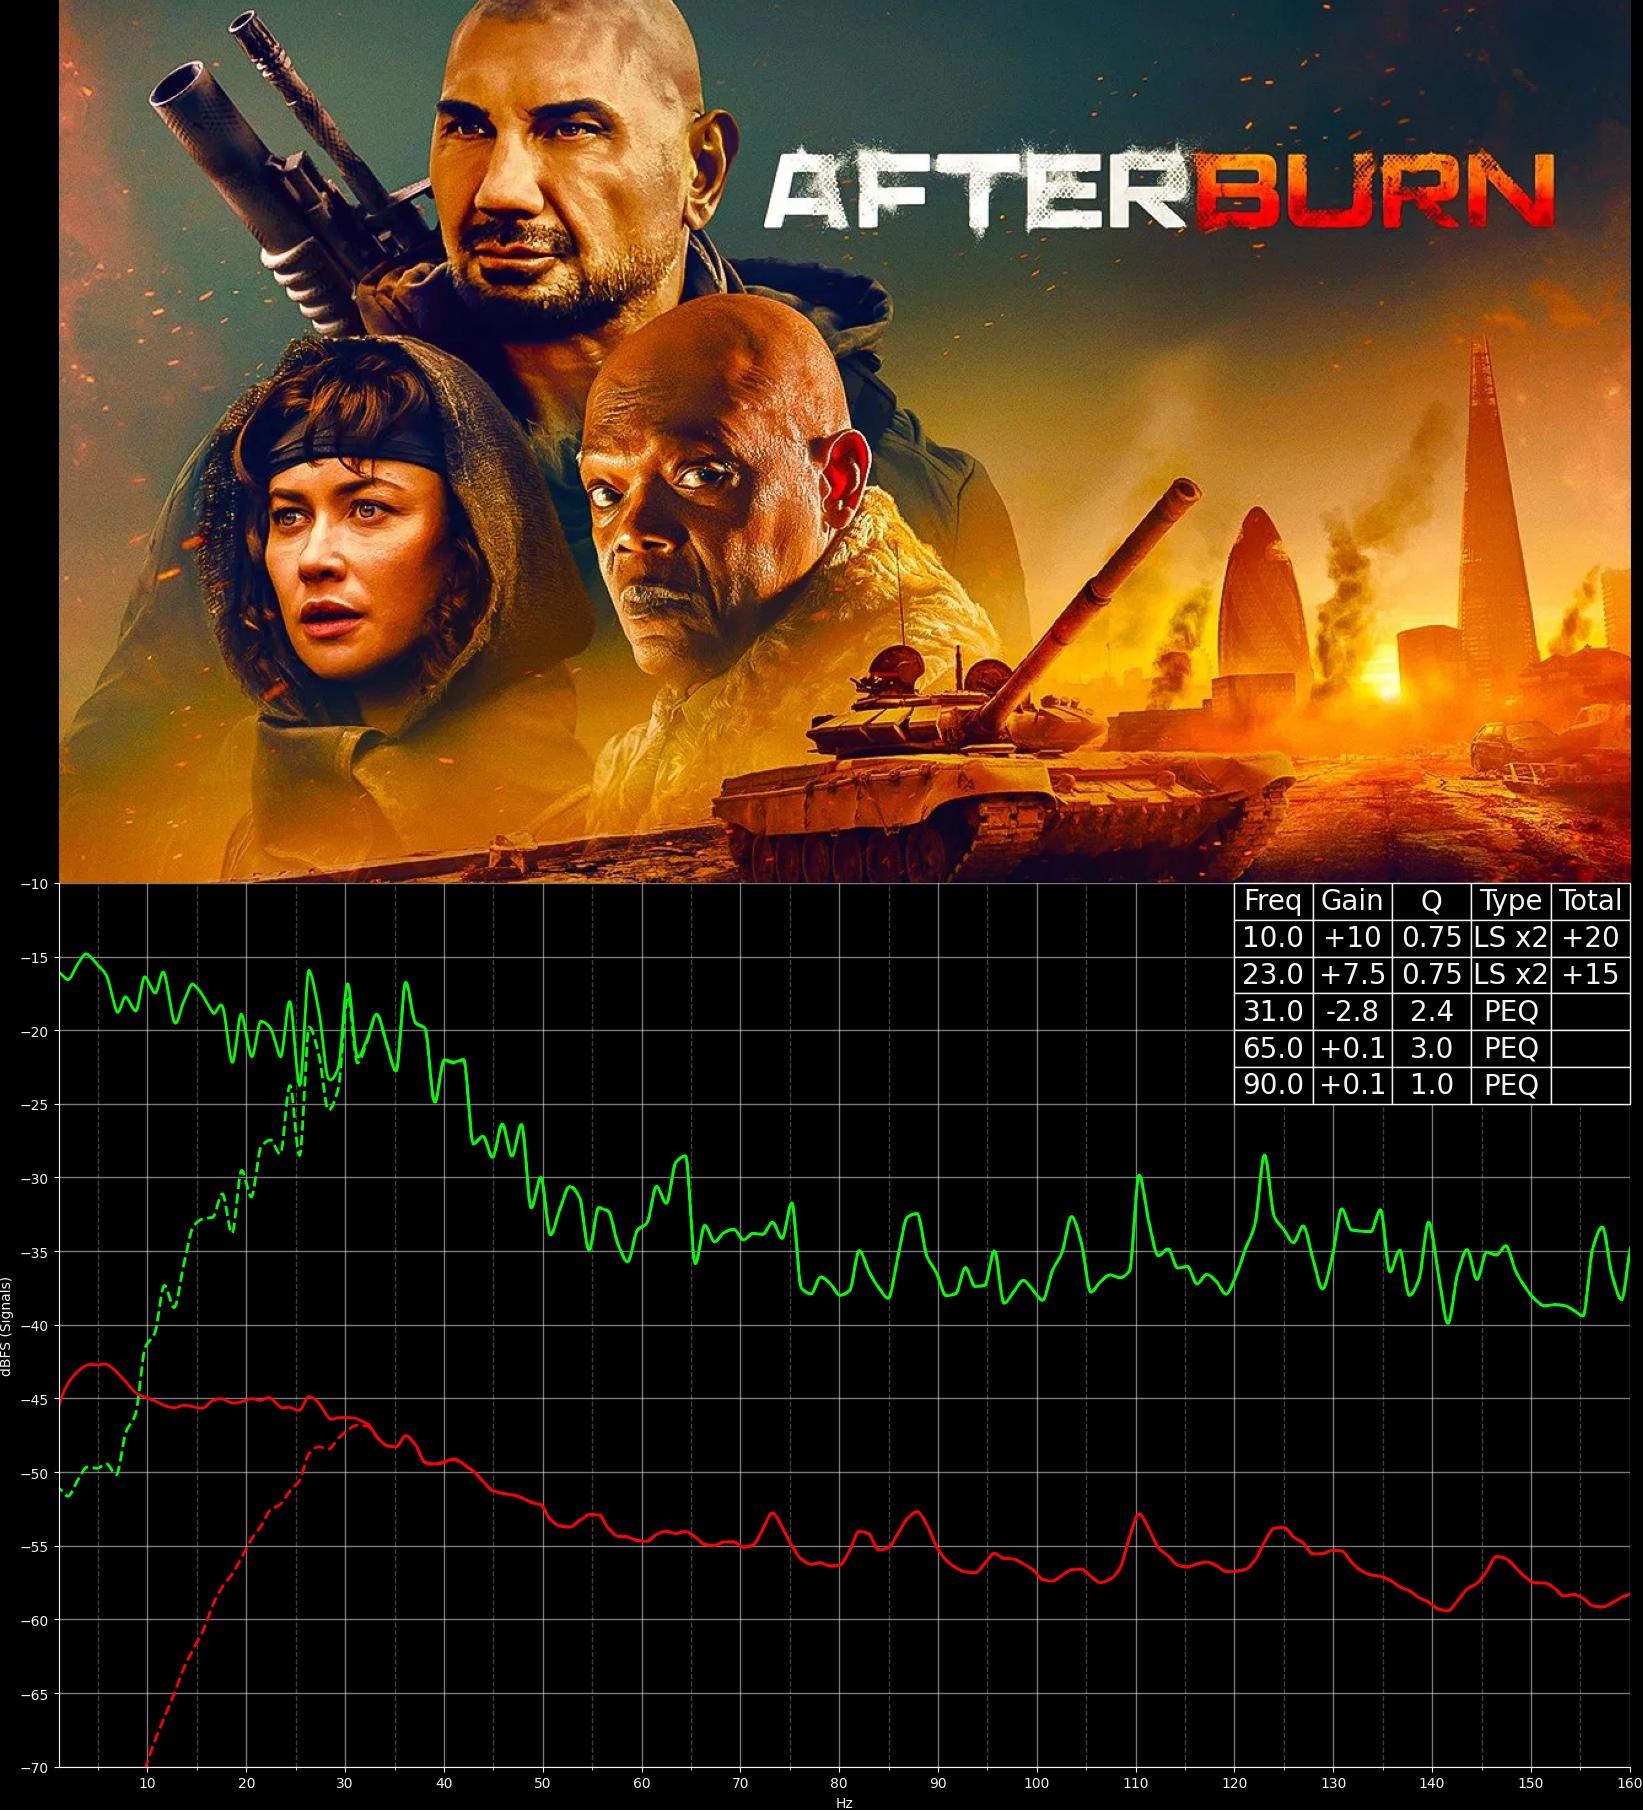 AFTERBURN
−10
−15
−20
−25
−30
−35
−40
−45
−50
−55
−60
−65
−70
dBFS (Signals)
Freq Gain Q Type Total
10.0 +10 0.75 LS x2 +20
23.0 +7.5 0.75 LS x2 +15
31.0 -2.8 2.4 PEQ
65.0 +0.1 3.0 PEQ
90.0 +0.1 1.0 PEQ
10 20 30 40 50 60 70 80 90 100 110 120 130 140 150 160
Hz